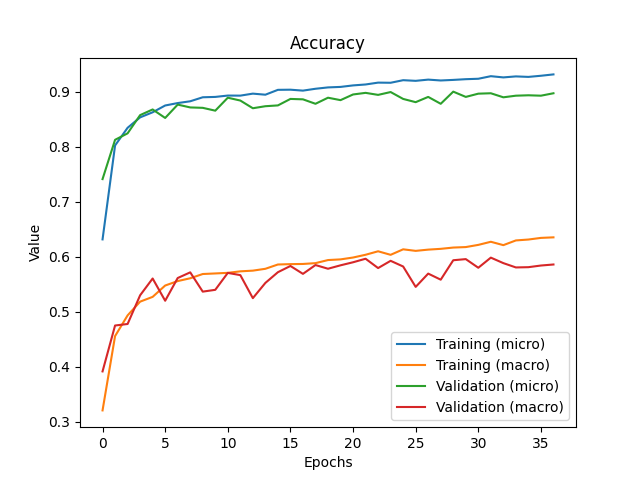 Accuracy
Value
0.9
0.8
0.7
0.6
0.5
0.4
0.3
Training (micro)
Training (macro)
Validation (micro)
Validation (macro)
0 5 10 15 20 25 30 35
Epochs